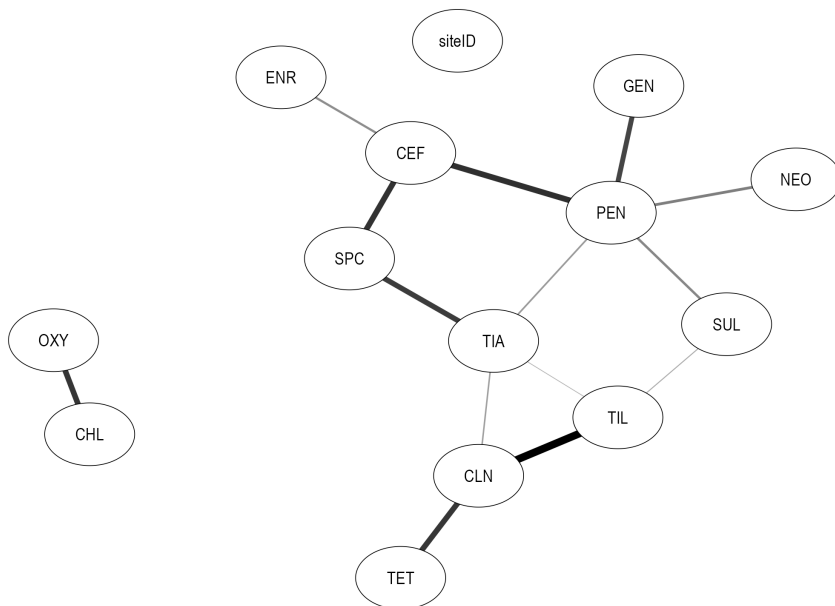 siteID
ENR
GEN
CEF
NEO
PEN
SPC
SUL
OXY
TIA
TIL
CHL
CLN
TET